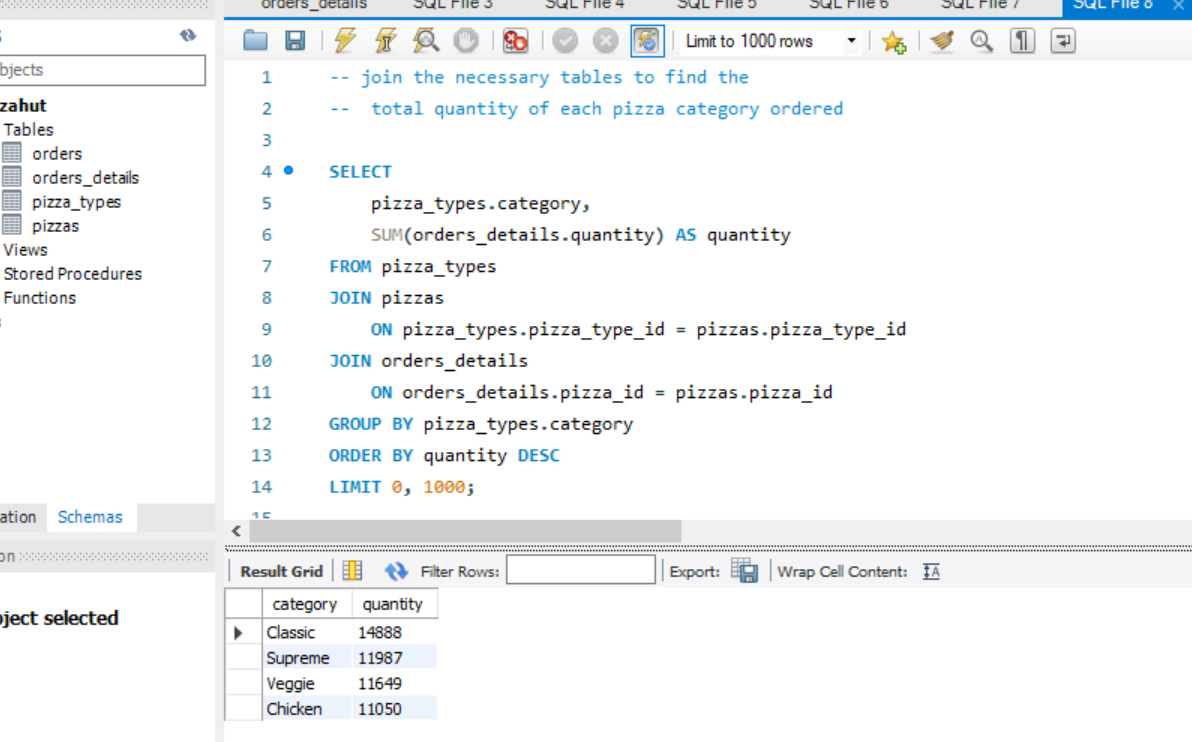 orders_details SQL File 3 SQL File 4 SQL File 5 SQL File 6 SQL File 7 SQL File 8
Limit to 1000 rows
bjects
zahut
Tables
orders
orders_details
pizza_types
pizzas
Views
Stored Procedures
Functions
ation Schemas
on
oject selected
1 -- join the necessary tables to find the
2 --  total quantity of each pizza category ordered
3
4 SELECT
5 pizza_types.category,
6 SUM(orders_details.quantity) AS quantity
7 FROM pizza_types
8 JOIN pizzas
9 ON pizza_types.pizza_type_id = pizzas.pizza_type_id
10 JOIN orders_details
11 ON orders_details.pizza_id = pizzas.pizza_id
12 GROUP BY pizza_types.category
13 ORDER BY quantity DESC
14 LIMIT 0, 1000;
15
Result Grid Filter Rows: Export: Wrap Cell Content:
category quantity
Classic 14888
Supreme 11987
Veggie 11649
Chicken 11050